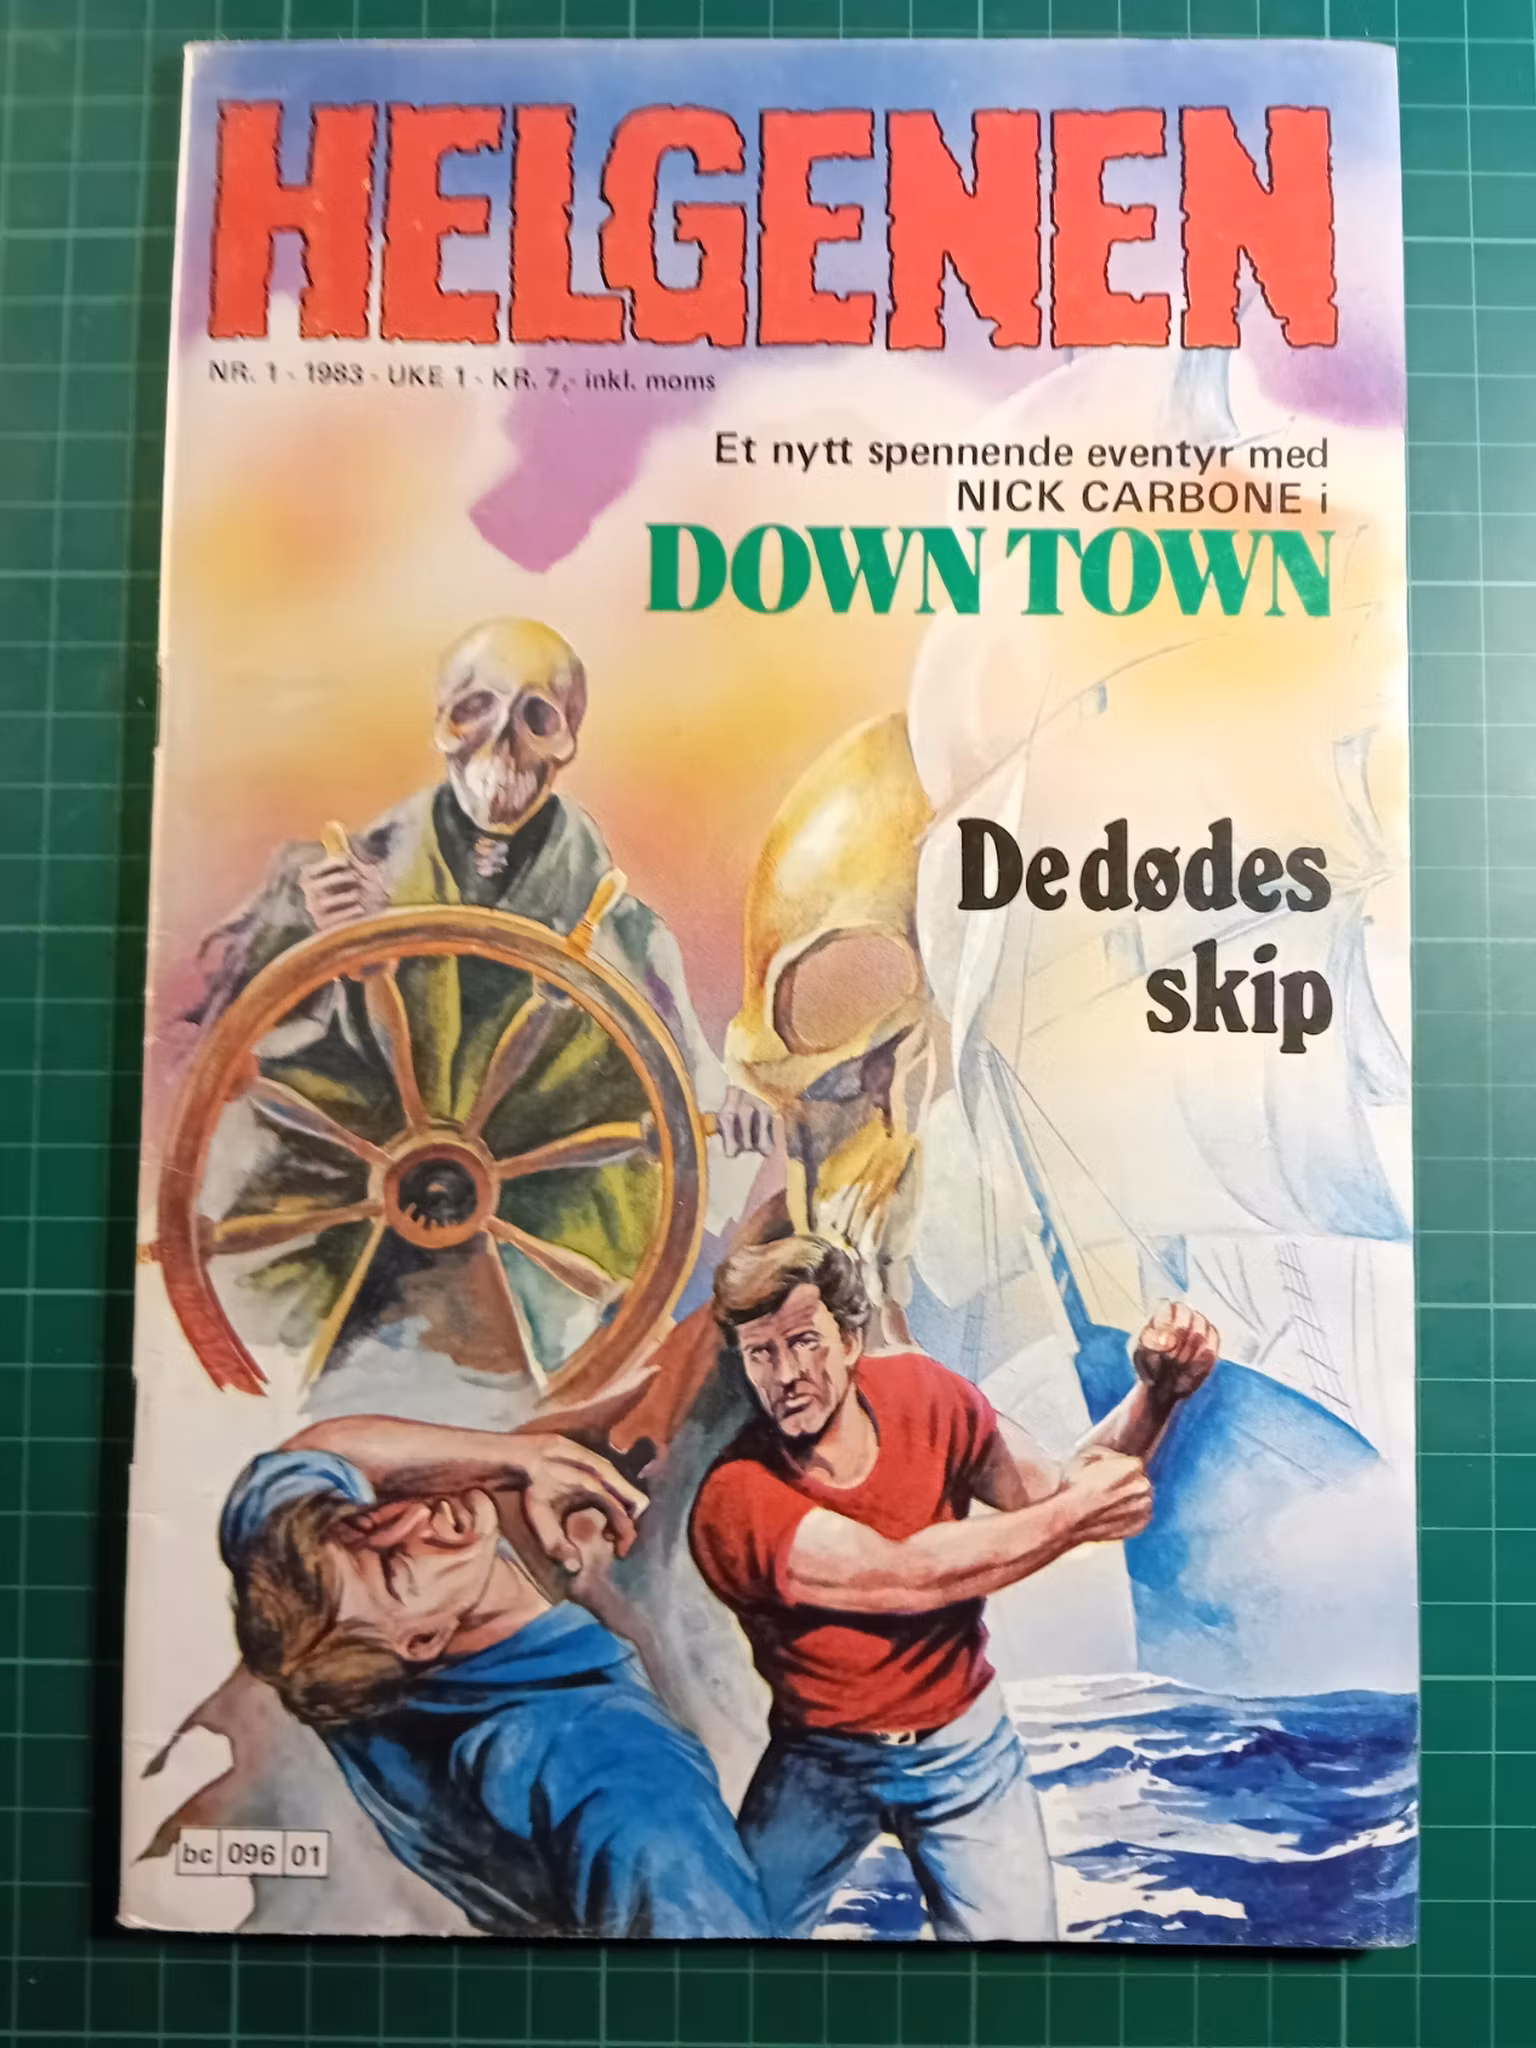 HELGENEN
NR. 1 - 1983 - UKE 1 - KR. 7,- inkl. moms
Et nytt spennende eventyr med
NICK CARBONE i
DOWN TOWN
De dødes
skip
bc 096 01